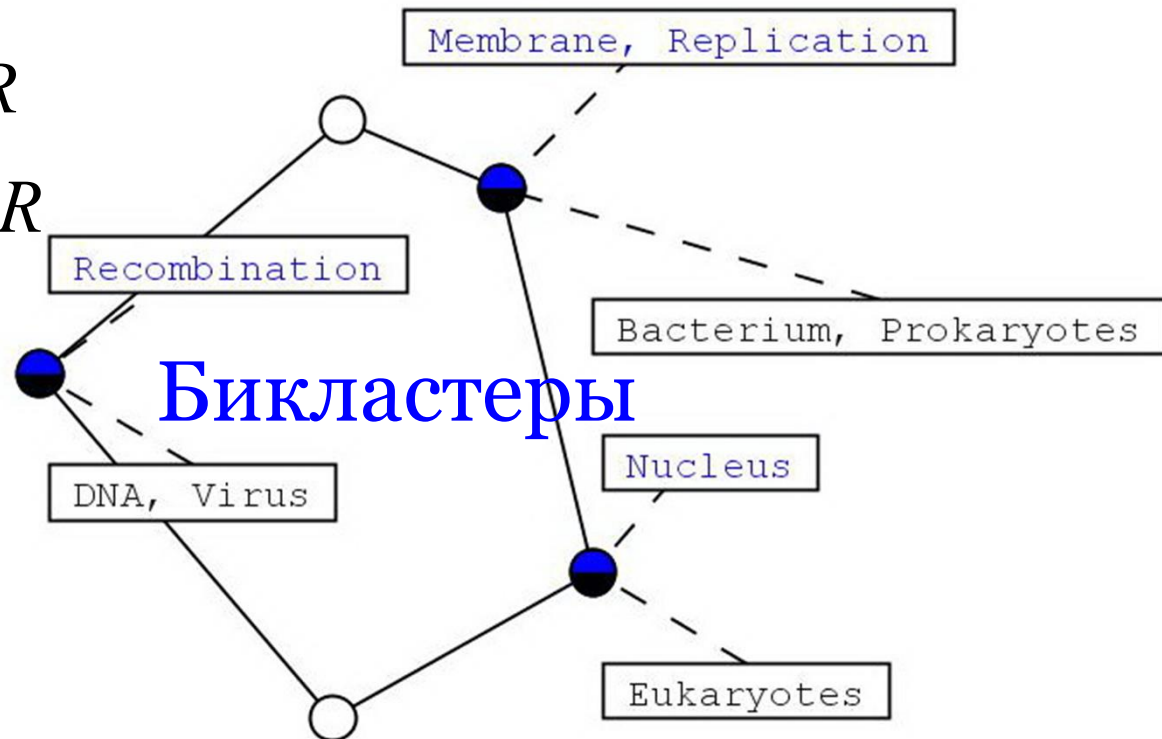 Membrane, Replication
R
R
Recombination
Bacterium, Prokaryotes
Бикластеры
Nucleus
DNA, Virus
Eukaryotes